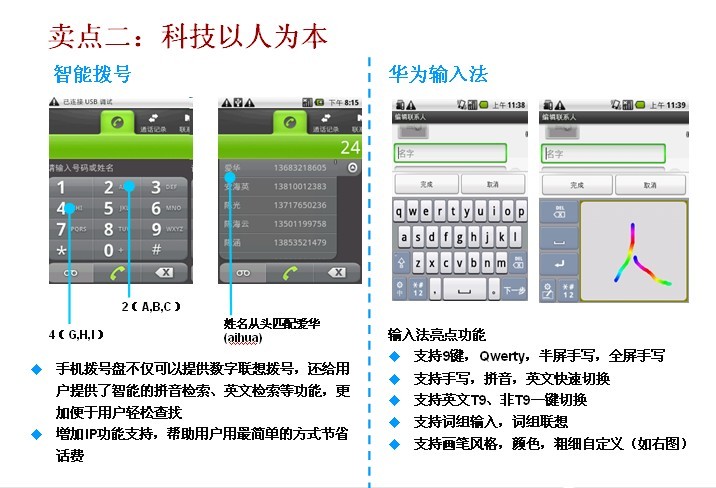 卖点二：科技以人为本
智能拨号
已连接 USB 调试
通话记录
联
请输入号码或姓名
1
2
3 DEF
4
5 JKL
6 MNO
7 PQRS
8 TUV
9 WXYZ
*
0 +
#
2（A,B,C）
4（G,H,I）
下午 8:15
通话记录
联
24
爱华 13683218605
安海英 13810012383
陈光 13717650236
陈海云 13501199758
陈涵 13853521479
姓名从头匹配爱华
(aihua)
手机拨号盘不仅可以提供数字联想拨号，还给用
户提供了智能的拼音检索、英文检索等功能，更
加便于用户轻松查找
增加IP功能支持，帮助用户用最简单的方式节省
话费
华为输入法
上午 11:38
编辑联系人
名字
完成 取消
q w e r t y u i o p
a s d f g h j k l
z x c v b n m DEL
中 *# 12 , . 下一步
上午 11:39
编辑联系人
名字
完成 取消
DEL
*# 12
输入法亮点功能
支持9键，Qwerty，半屏手写，全屏手写
支持手写，拼音，英文快速切换
支持英文T9、非T9一键切换
支持词组输入，词组联想
支持画笔风格，颜色，粗细自定义（如右图）